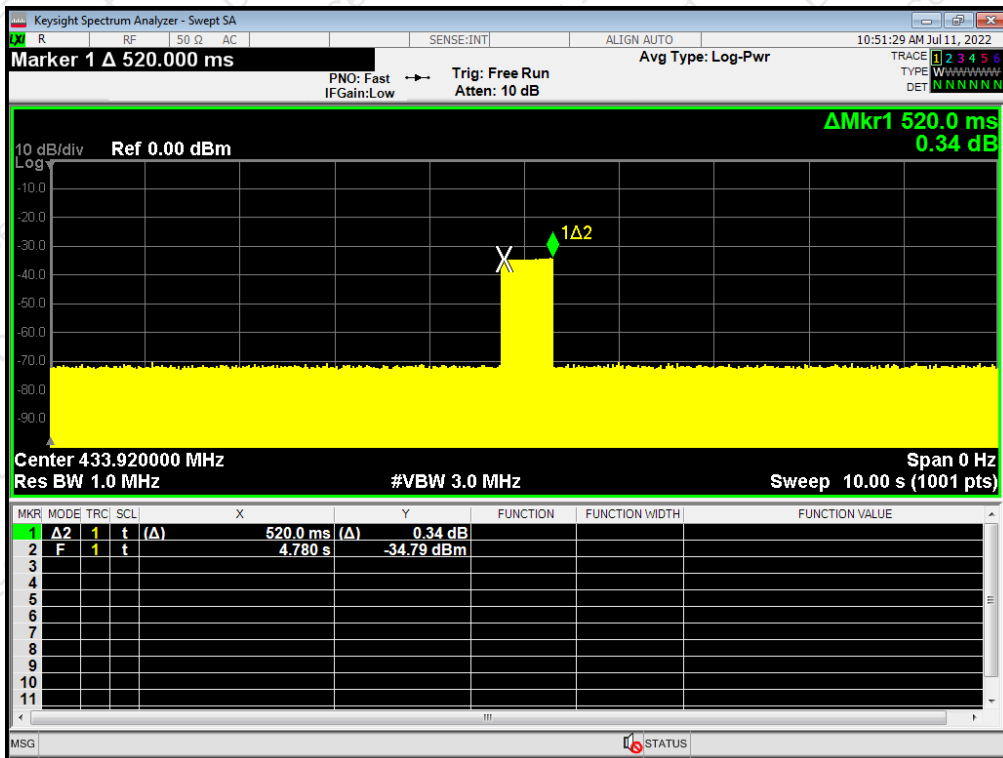 Keysight Spectrum Analyzer - Swept SA
LXI R RF 50 Ω AC SENSE:INT ALIGN AUTO 10:51:29 AM Jul 11, 2022
Marker 1 Δ 520.000 ms
PNO: Fast Trig: Free Run Avg Type: Log-Pwr TRACE 1 2 3 4 5 6
IFGain:Low Atten: 10 dB TYPE WWWWWW
DET N N N N N N
ΔMkr1 520.0 ms
10 dB/div Ref 0.00 dBm 0.34 dB
Log
-10.0
-20.0
1Δ2
-30.0
X
-40.0
-50.0
-60.0
-70.0
-80.0
-90.0
Center 433.920000 MHz Span 0 Hz
Res BW 1.0 MHz #VBW 3.0 MHz Sweep 10.00 s (1001 pts)
MKR MODE TRC SCL X Y FUNCTION FUNCTION WIDTH FUNCTION VALUE
1 Δ2 1 t (Δ) 520.0 ms (Δ) 0.34 dB
2 F 1 t 4.780 s -34.79 dBm
3
4
5
6
7
8
9
10
11
MSG STATUS